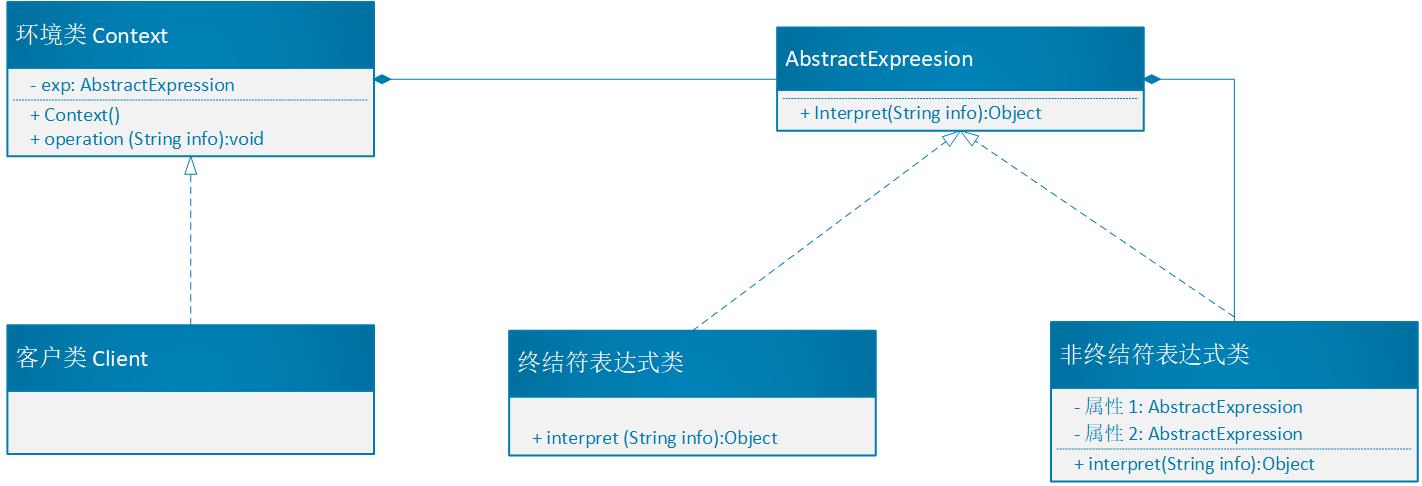 环境类 Context
- exp: AbstractExpression
+ Context()
+ operation (String info):void
AbstractExpreesion
+ Interpret(String info):Object
客户类 Client
终结符表达式类
+ interpret (String info):Object
非终结符表达式类
- 属性 1: AbstractExpression
- 属性 2: AbstractExpression
+ interpret(String info):Object